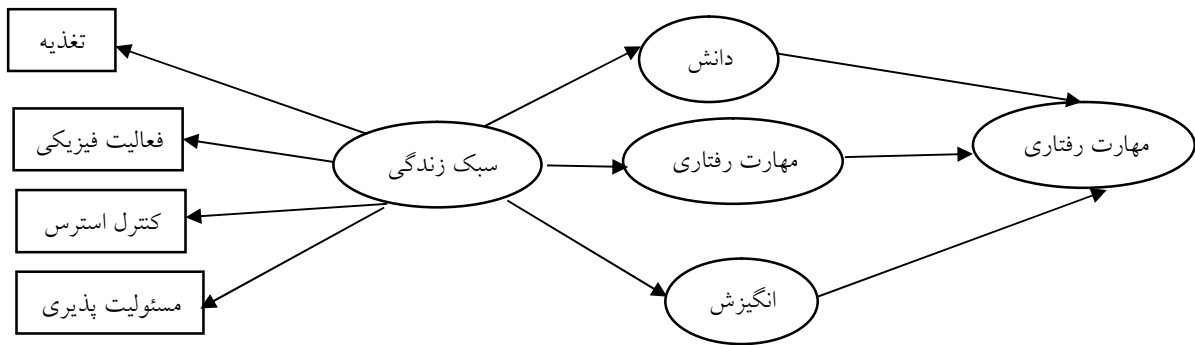 تغذیه
فعالیت فیزیکی
کنترل استرس
مسئولیت پذیری
سبک زندگی
دانش
مهارت رفتاری
انگیزش
مهارت رفتاری